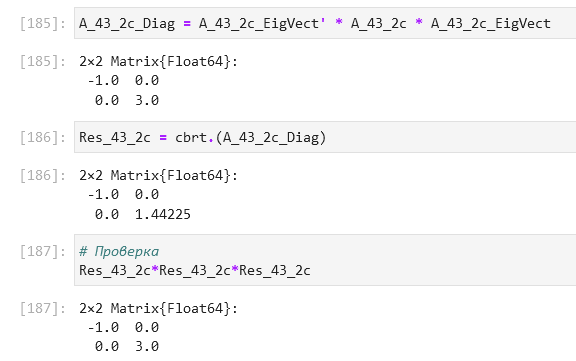 [185]: A_43_2c_Diag = A_43_2c_EigVect' * A_43_2c * A_43_2c_EigVect
[185]: 2×2 Matrix{Float64}:
-1.0 0.0
0.0 3.0
[186]: Res_43_2c = cbrt.(A_43_2c_Diag)
[186]: 2×2 Matrix{Float64}:
-1.0 0.0
0.0 1.44225
[187]: # Проверка
Res_43_2c*Res_43_2c*Res_43_2c
[187]: 2×2 Matrix{Float64}:
-1.0 0.0
0.0 3.0